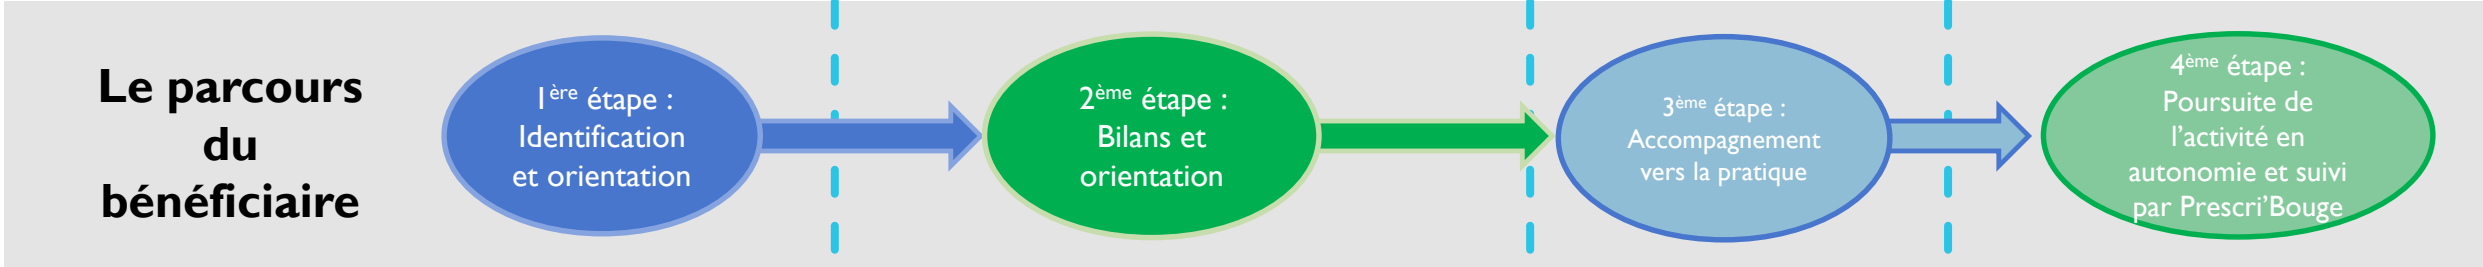 Le parcours
du
bénéficiaire
1ère étape :
Identification
et orientation
2ème étape :
Bilans et
orientation
3ème étape :
Accompagnement
vers la pratique
4ème étape :
Poursuite de
l’activité en
autonomie et suivi
par Prescri’Bouge